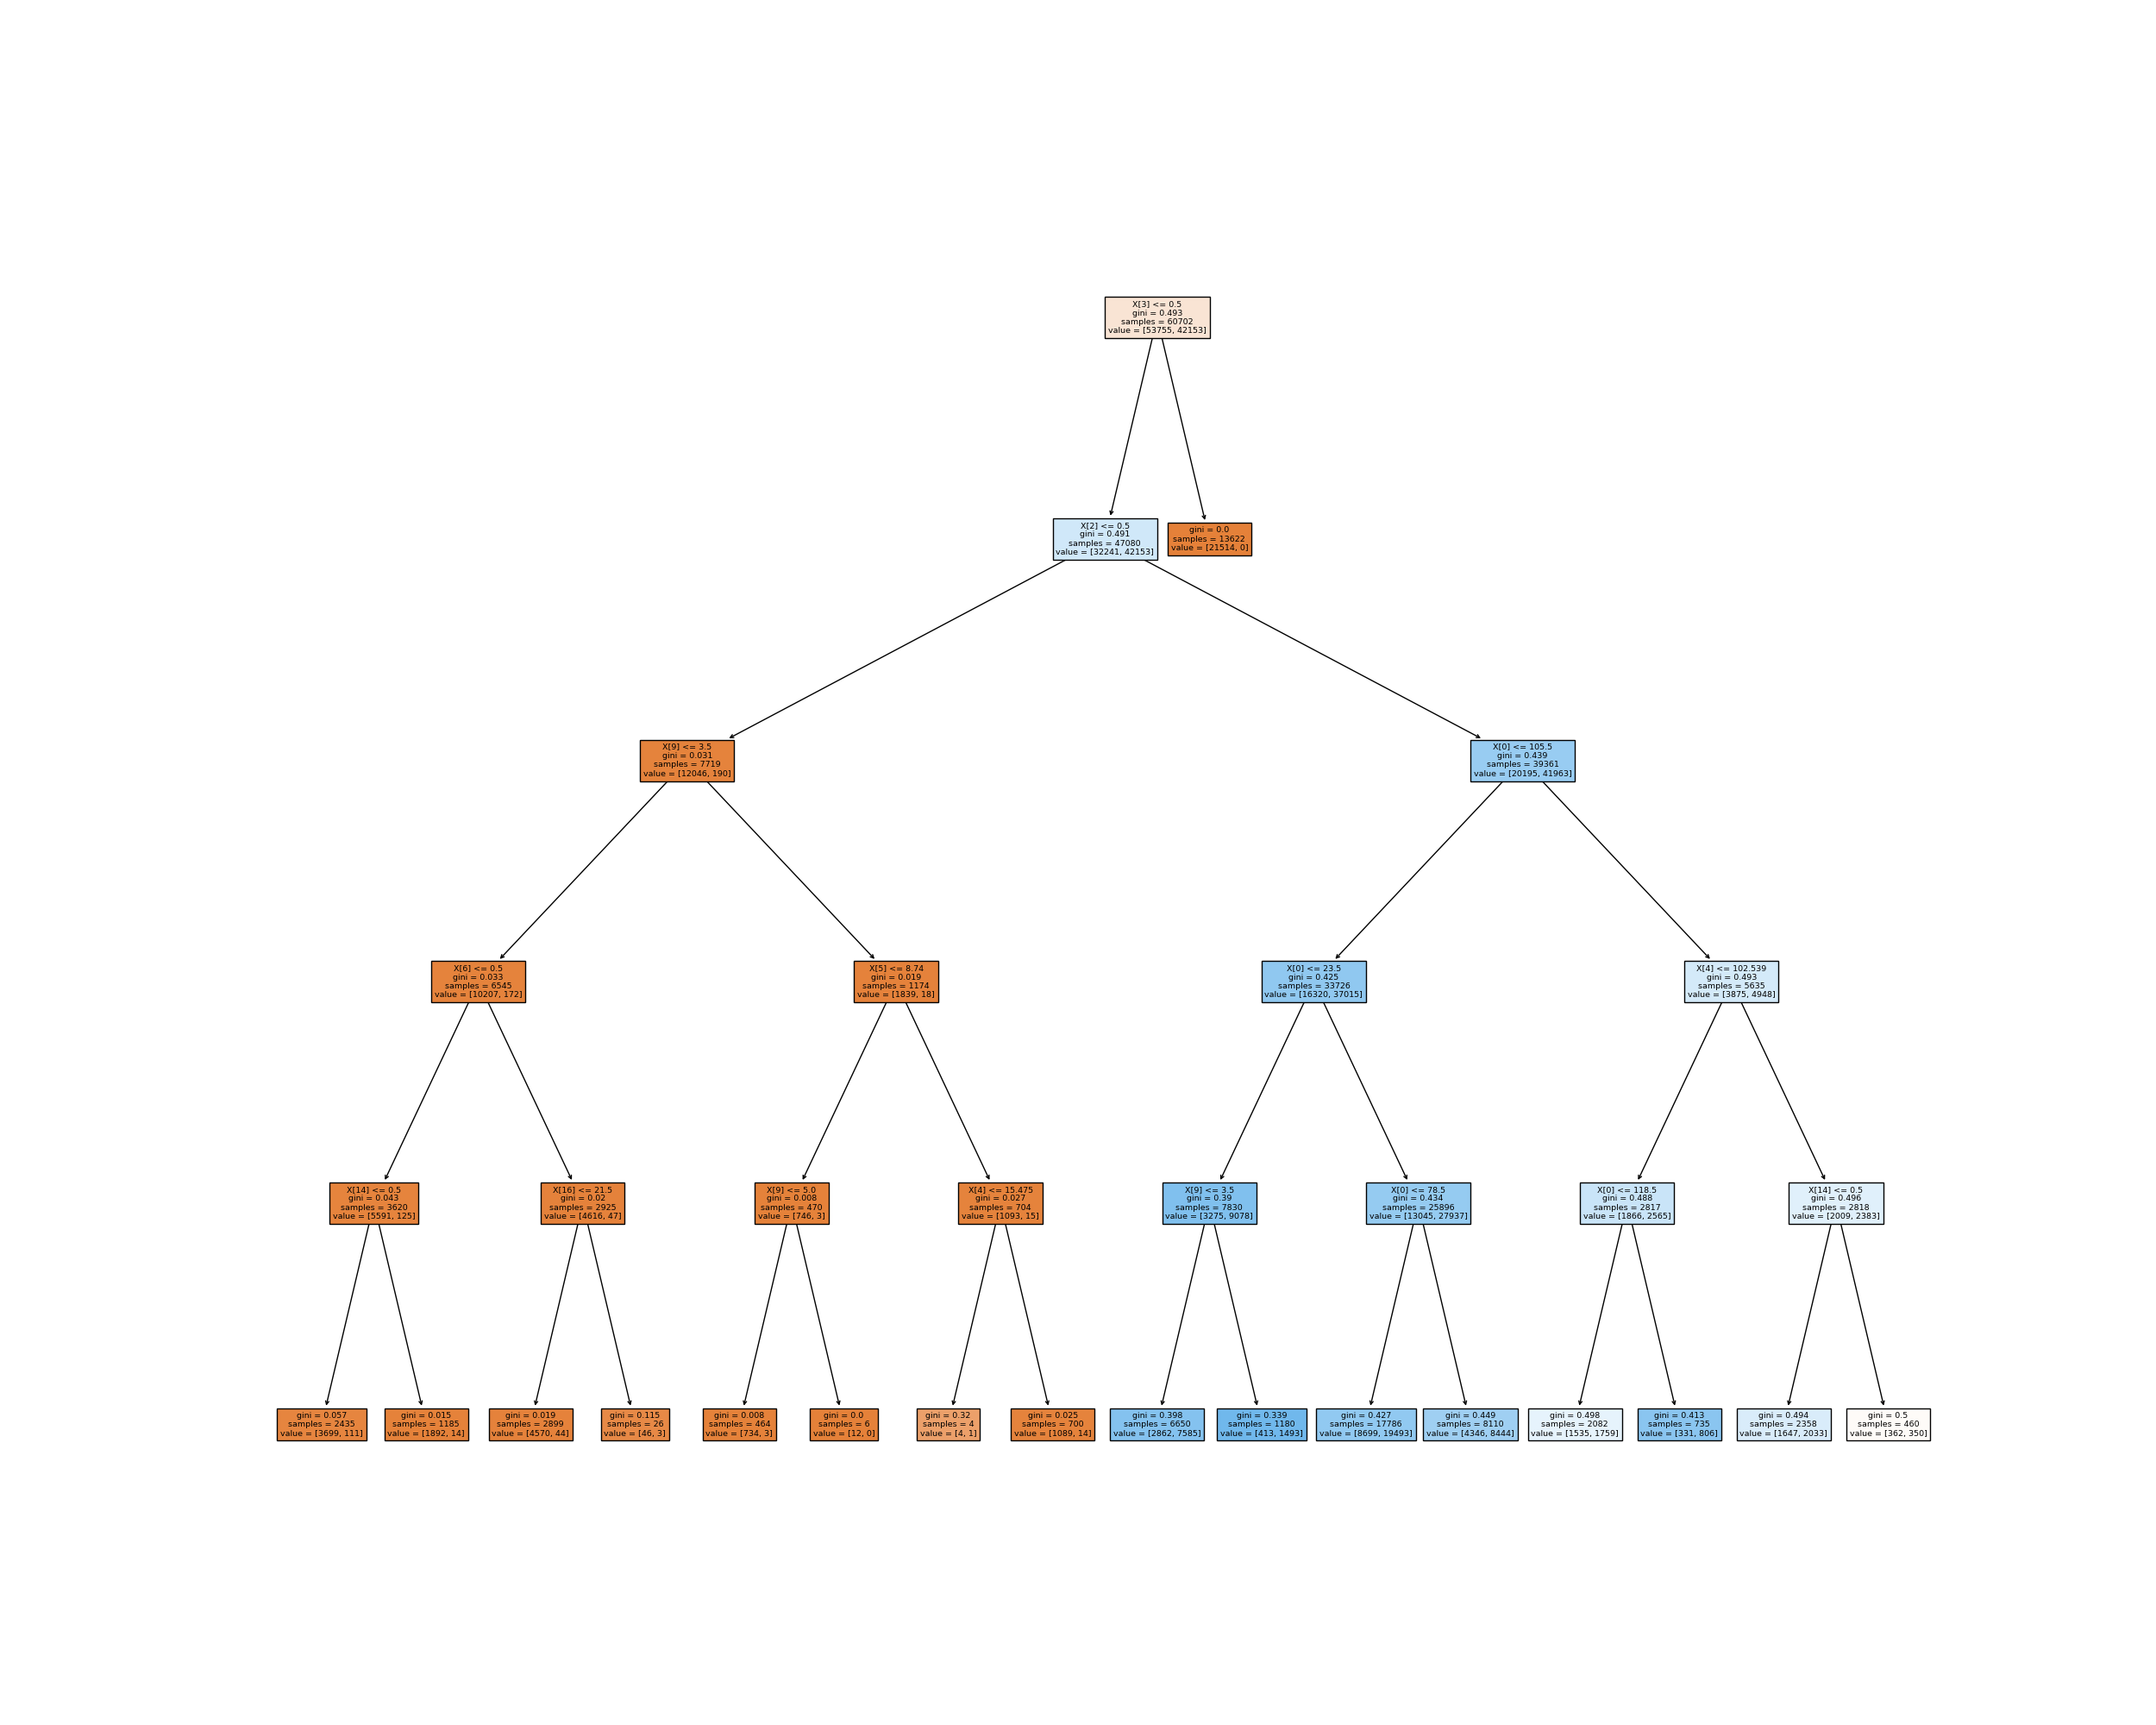 X[3] <= 0.5
gini = 0.493
samples = 60702
value = [53755, 42153]
X[2] <= 0.5
gini = 0.491
samples = 47080
value = [32241, 42153]
gini = 0.0
samples = 13622
value = [21514, 0]
X[9] <= 3.5
gini = 0.031
samples = 7719
value = [12046, 190]
X[0] <= 105.5
gini = 0.439
samples = 39361
value = [20195, 41963]
X[6] <= 0.5
gini = 0.033
samples = 6545
value = [10207, 172]
X[5] <= 8.74
gini = 0.019
samples = 1174
value = [1839, 18]
X[0] <= 23.5
gini = 0.425
samples = 33726
value = [16320, 37015]
X[4] <= 102.539
gini = 0.493
samples = 5635
value = [3875, 4948]
X[14] <= 0.5
gini = 0.043
samples = 3620
value = [5591, 125]
X[16] <= 21.5
gini = 0.02
samples = 2925
value = [4616, 47]
X[9] <= 5.0
gini = 0.008
samples = 470
value = [746, 3]
X[4] <= 15.475
gini = 0.027
samples = 704
value = [1093, 15]
X[9] <= 3.5
gini = 0.39
samples = 7830
value = [3275, 9078]
X[0] <= 78.5
gini = 0.434
samples = 25896
value = [13045, 27937]
X[0] <= 118.5
gini = 0.488
samples = 2817
value = [1866, 2565]
X[14] <= 0.5
gini = 0.496
samples = 2818
value = [2009, 2383]
gini = 0.057
samples = 2435
value = [3699, 111]
gini = 0.015
samples = 1185
value = [1892, 14]
gini = 0.019
samples = 2899
value = [4570, 44]
gini = 0.115
samples = 26
value = [46, 3]
gini = 0.008
samples = 464
value = [734, 3]
gini = 0.0
samples = 6
value = [12, 0]
gini = 0.32
samples = 4
value = [4, 1]
gini = 0.025
samples = 700
value = [1089, 14]
gini = 0.398
samples = 6650
value = [2862, 7585]
gini = 0.339
samples = 1180
value = [413, 1493]
gini = 0.427
samples = 17786
value = [8699, 19493]
gini = 0.449
samples = 8110
value = [4346, 8444]
gini = 0.498
samples = 2082
value = [1535, 1759]
gini = 0.413
samples = 735
value = [331, 806]
gini = 0.494
samples = 2358
value = [1647, 2033]
gini = 0.5
samples = 460
value = [362, 350]